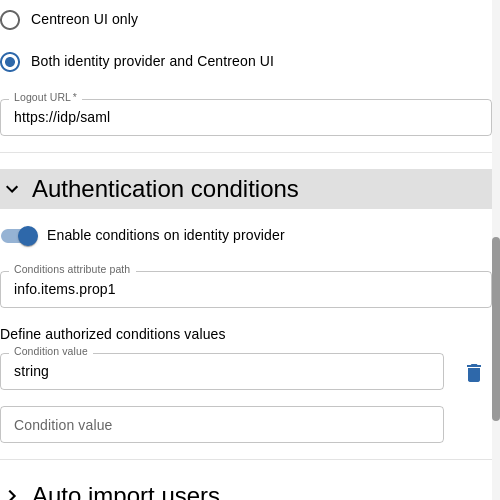 Centreon UI only
Both identity provider and Centreon UI
Logout URL *
https://idp/saml
Authentication conditions
Enable conditions on identity provider
Conditions attribute path
info.items.prop1
Define authorized conditions values
Condition value
string
Condition value
Auto import users